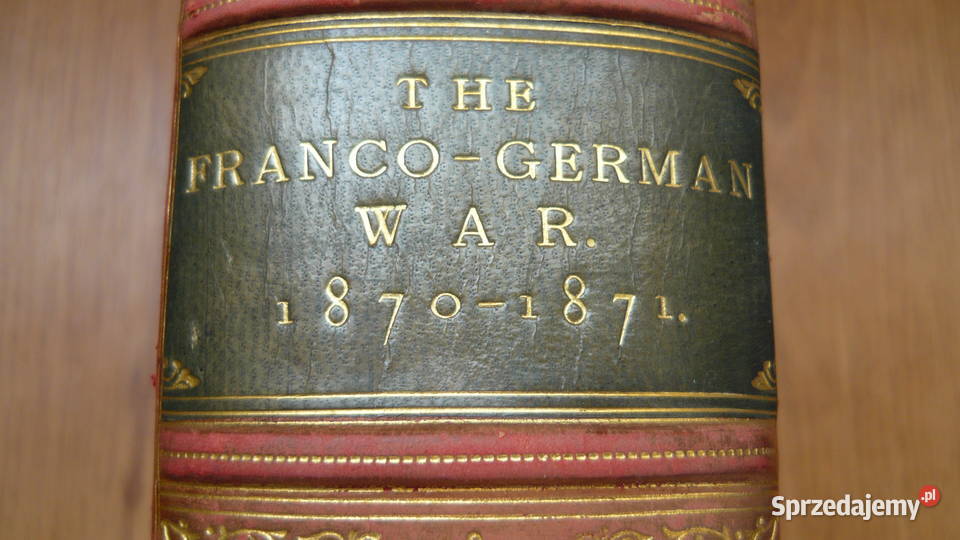 THE
FRANCO-GERMAN
WAR.
1870-1871.
Sprzedajemy.pl